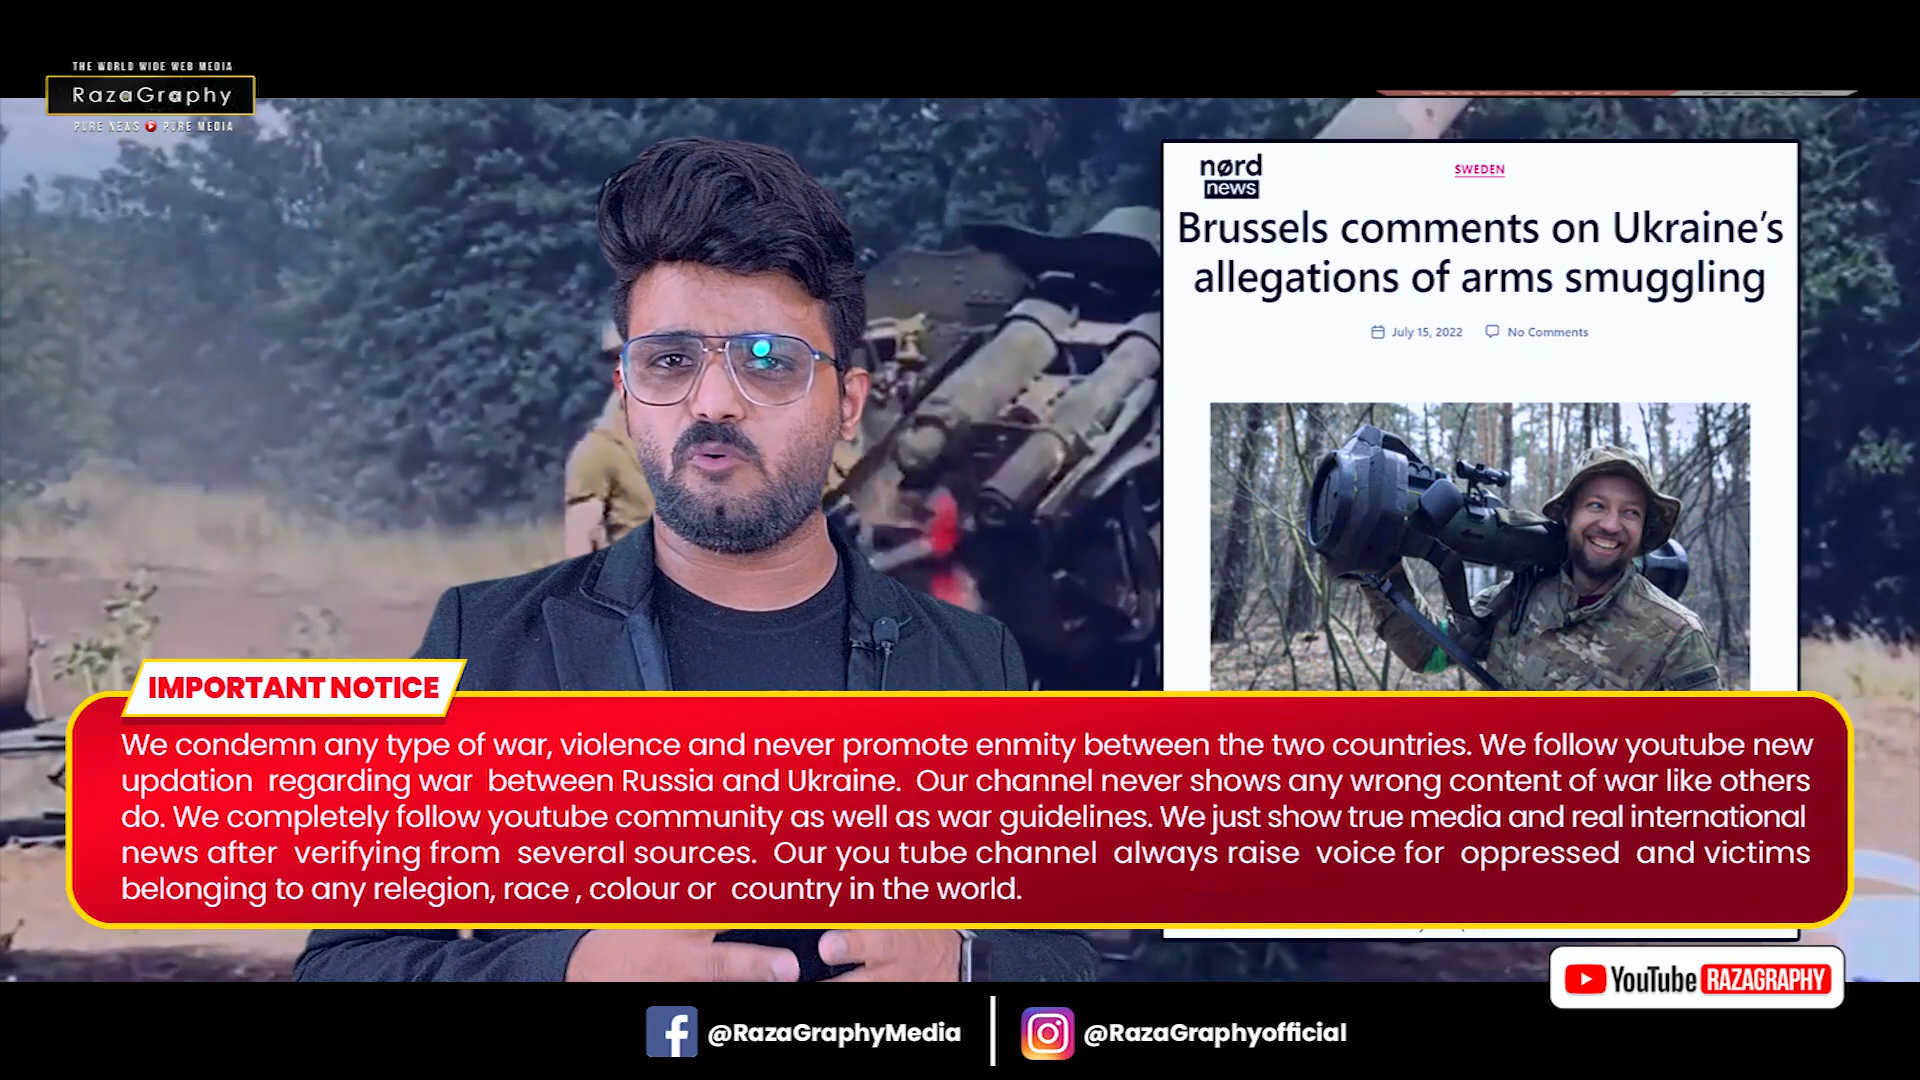 THE WORLD WIDE WEB MEDIA
RazaGraphy
PURE NEWS PURE MEDIA
nørd
news
SWEDEN
Brussels comments on Ukraine’s
allegations of arms smuggling
July 15, 2022 No Comments
IMPORTANT NOTICE
We condemn any type of war, violence and never promote enmity between the two countries. We follow youtube new
updation regarding war between Russia and Ukraine. Our channel never shows any wrong content of war like others
do. We completely follow youtube community as well as war guidelines. We just show true media and real international
news after verifying from several sources. Our you tube channel always raise voice for oppressed and victims
belonging to any relegion, race , colour or country in the world.
YouTube RAZAGRAPHY
@RazaGraphyMedia
@RazaGraphyofficial